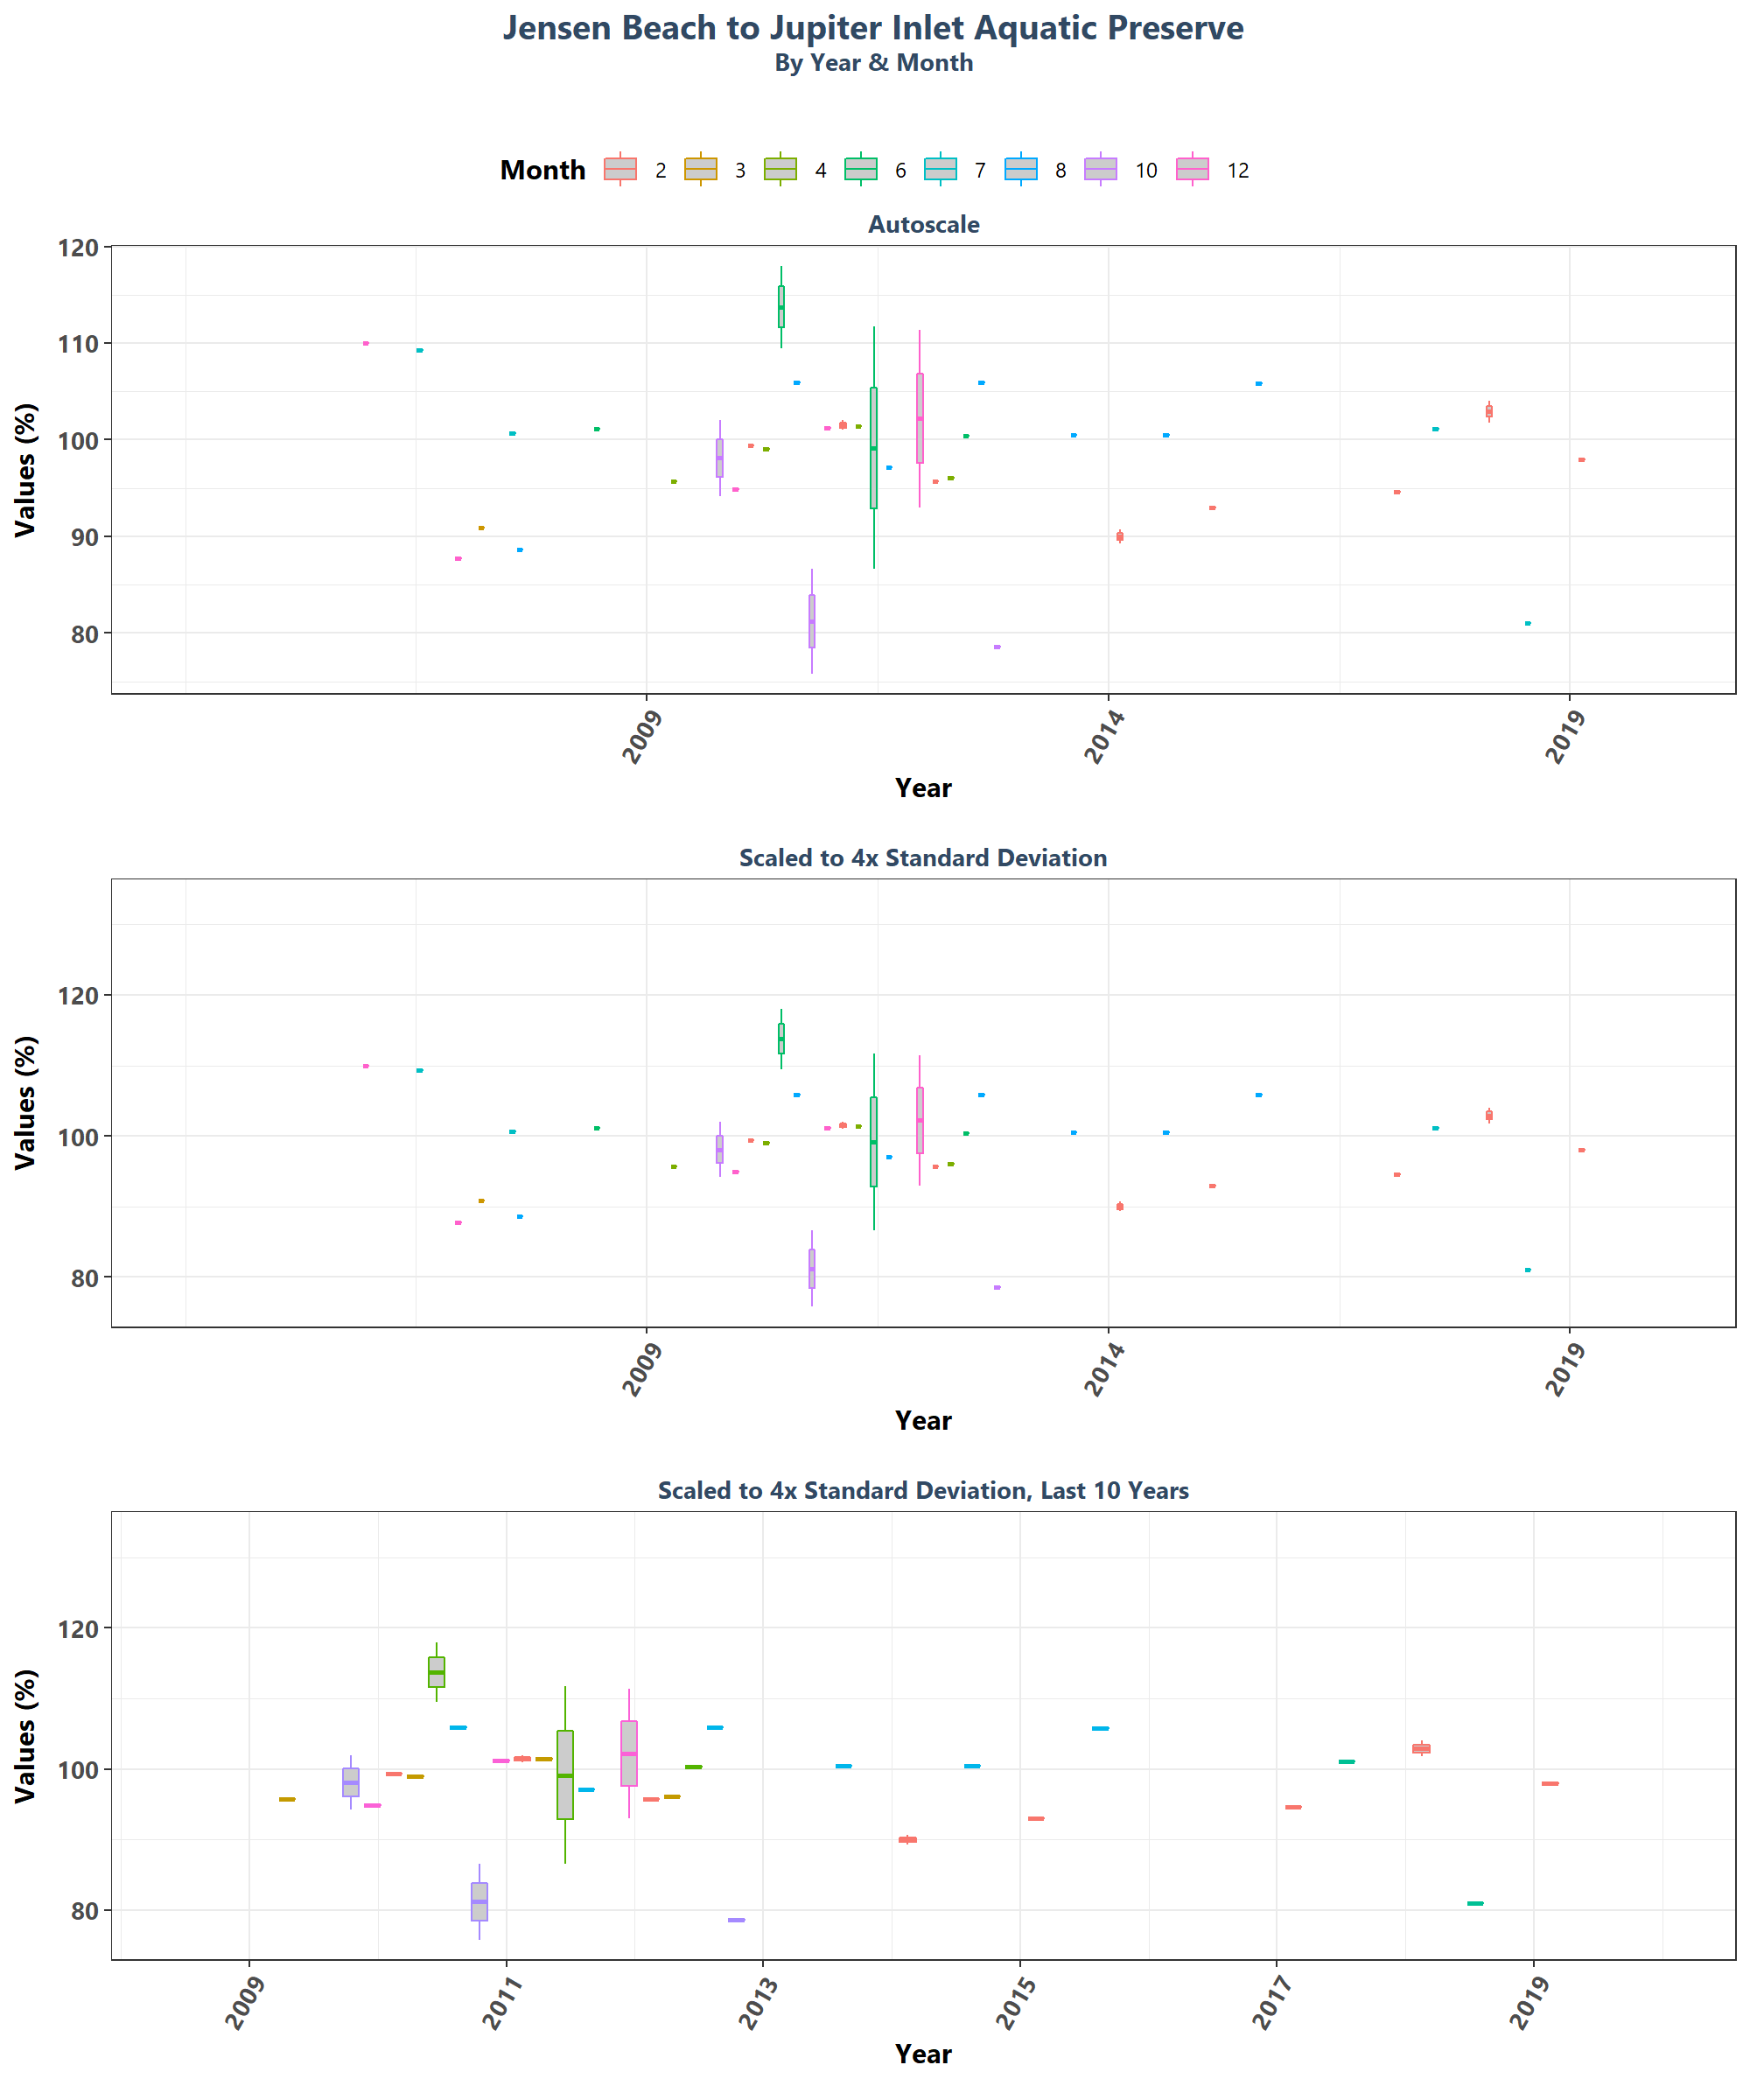 Jensen Beach to Jupiter Inlet Aquatic Preserve
By Year & Month
Month 2 3 4 6 7 8 10 12
Autoscale
120
110
100
90
80
Values (%)
2009 2014 2019
Year
Scaled to 4x Standard Deviation
120
100
80
Values (%)
2009 2014 2019
Year
Scaled to 4x Standard Deviation, Last 10 Years
120
100
80
Values (%)
2009 2011 2013 2015 2017 2019
Year